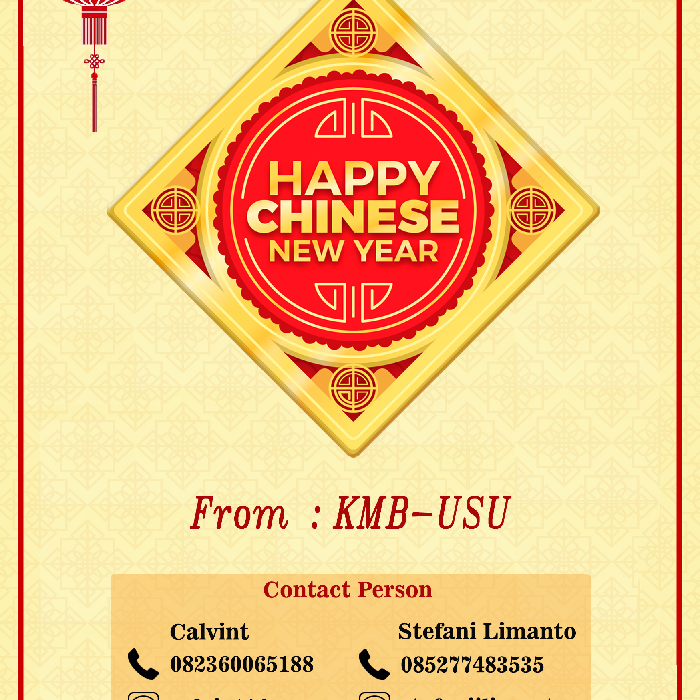 HAPPY
CHINESE
NEW YEAR
From : KMB-USU
Contact Person
Calvint
082360065188
Stefani Limanto
085277483535